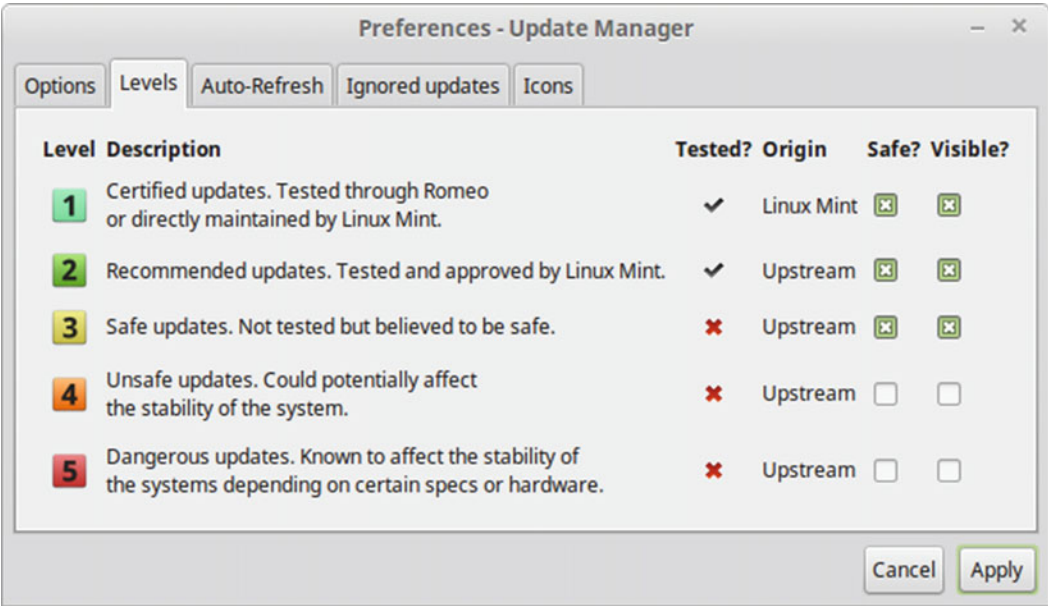 Preferences - Update Manager
Options Levels Auto-Refresh Ignored updates Icons
Level Description Tested? Origin Safe? Visible?
1 Certified updates. Tested through Romeo
or directly maintained by Linux Mint. Linux Mint
2 Recommended updates. Tested and approved by Linux Mint. Upstream
3 Safe updates. Not tested but believed to be safe. Upstream
4 Unsafe updates. Could potentially affect
the stability of the system. Upstream
5 Dangerous updates. Known to affect the stability of
the systems depending on certain specs or hardware. Upstream
Cancel Apply